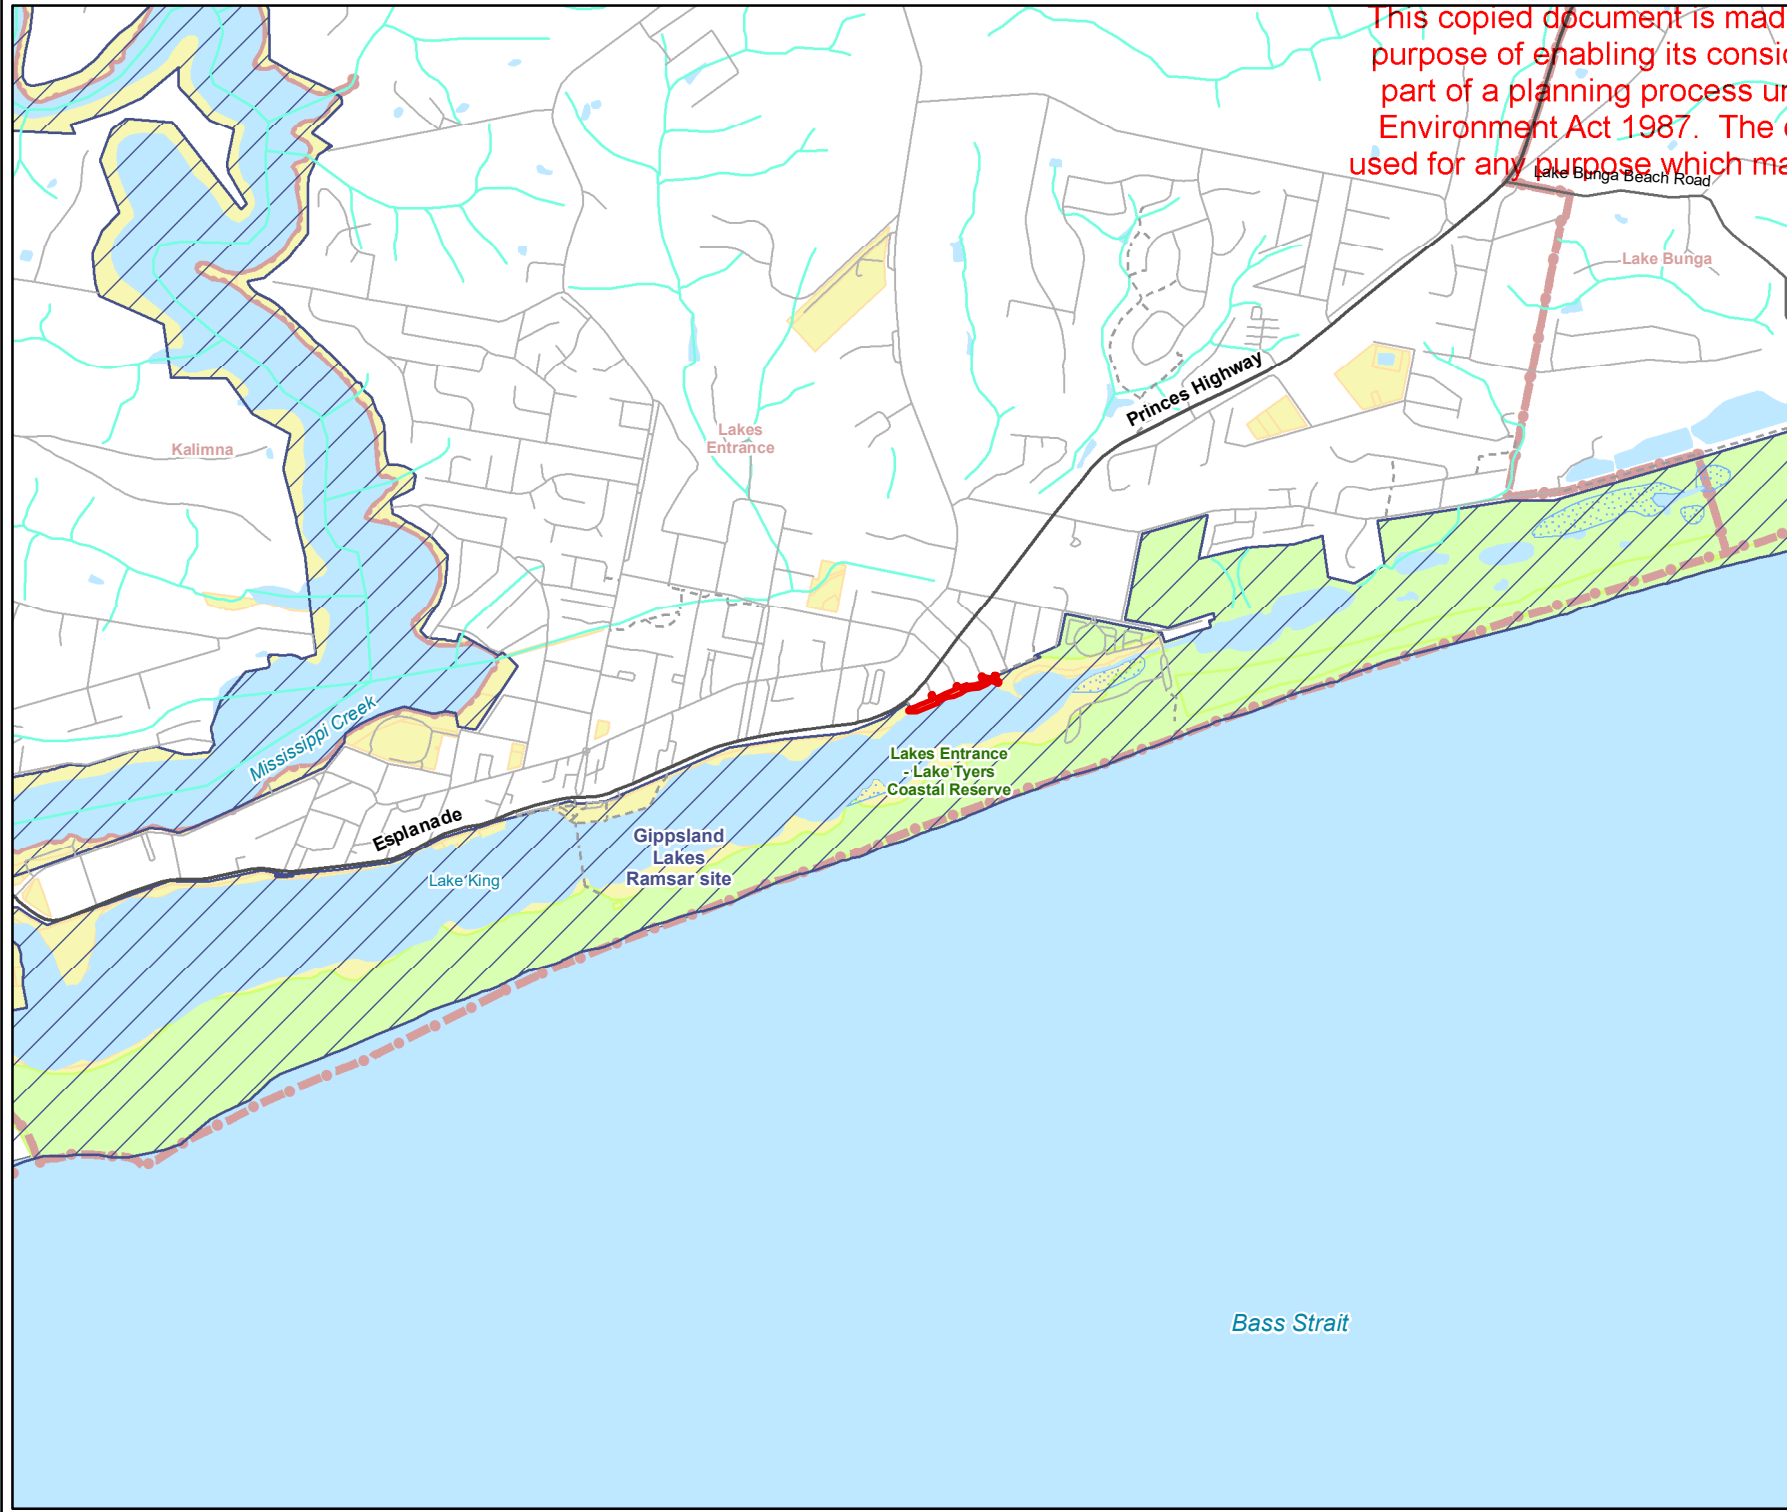 This copied document is mad
purpose of enabling its consi
part of a planning process u
Environment Act 1987. The
used for any purpose which ma
Lake Bunga Beach Road
Lake Bunga
Princes Highway
Lakes
Entrance
Kalimna
Mississippi Creek
Lakes Entrance
- Lake Tyers
Coastal Reserve
Esplanade
Gippsland
Lakes
Ramsar site
Lake King
Bass Strait